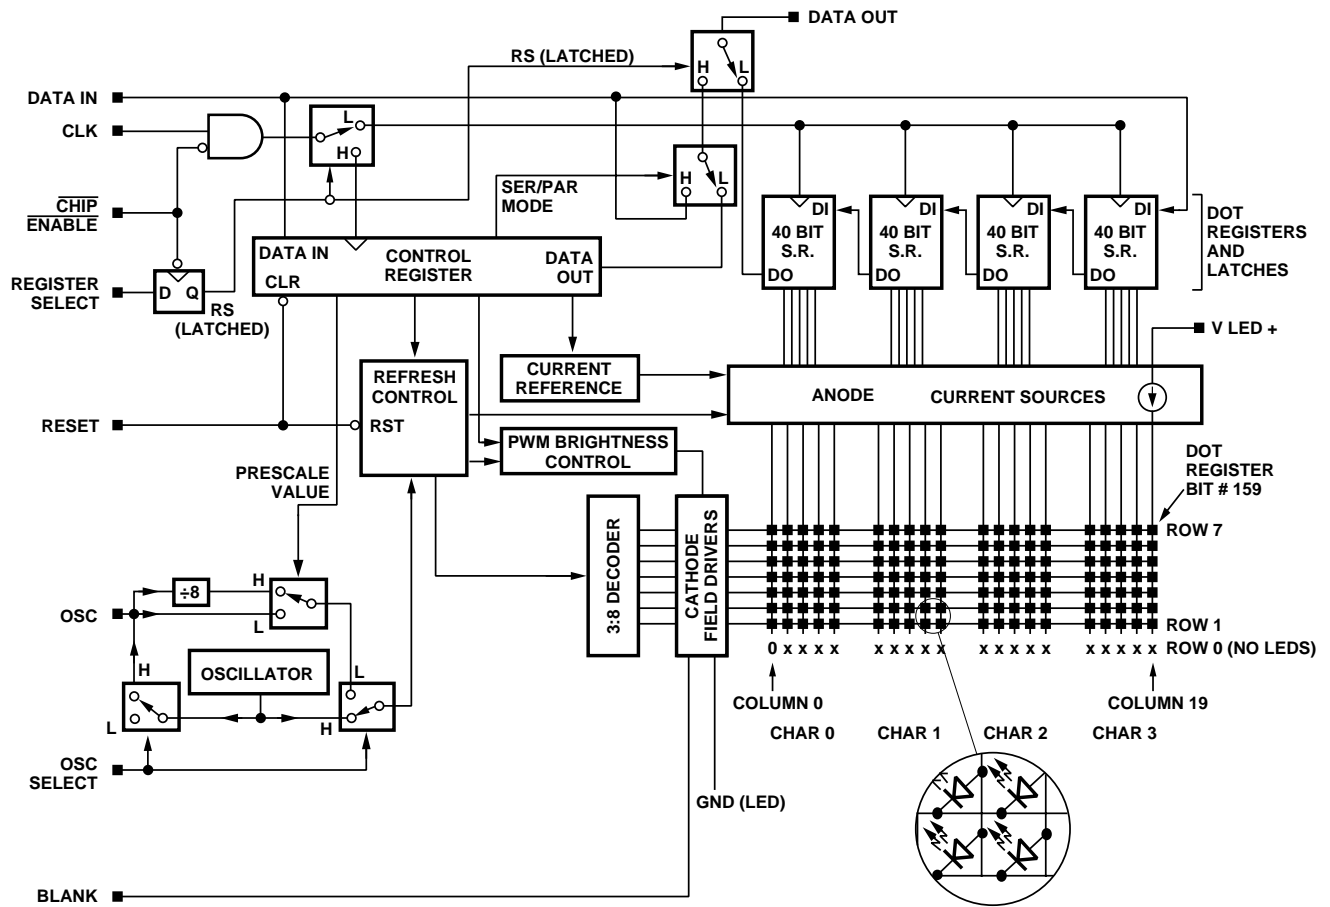 DATA OUT
RS (LATCHED)
H L
DATA IN
CLK
L
H
H L
SER/PAR
MODE
CHIP
ENABLE
DI
40 BIT
S.R.
DO
DI
40 BIT
S.R.
DO
DI
40 BIT
S.R.
DO
DI
40 BIT
S.R.
DO
DOT
REGISTERS
AND
LATCHES
DATA IN
CONTROL
REGISTER
DATA
OUT
CLR
REGISTER
SELECT
D Q
RS
(LATCHED)
V LED +
REFRESH
CONTROL
RST
CURRENT
REFERENCE
ANODE CURRENT SOURCES
RESET
PWM BRIGHTNESS
CONTROL
PRESCALE
VALUE
DOT
REGISTER
BIT # 159
3:8 DECODER
CATHODE
FIELD DRIVERS
ROW 7
ROW 1
0 x x x x x x x x x x x x x x x x x x x ROW 0 (NO LEDS)
÷8
H
L
OSC
OSCILLATOR
H
L
L
H
COLUMN 0
COLUMN 19
CHAR 0 CHAR 1 CHAR 2 CHAR 3
OSC
SELECT
GND (LED)
BLANK